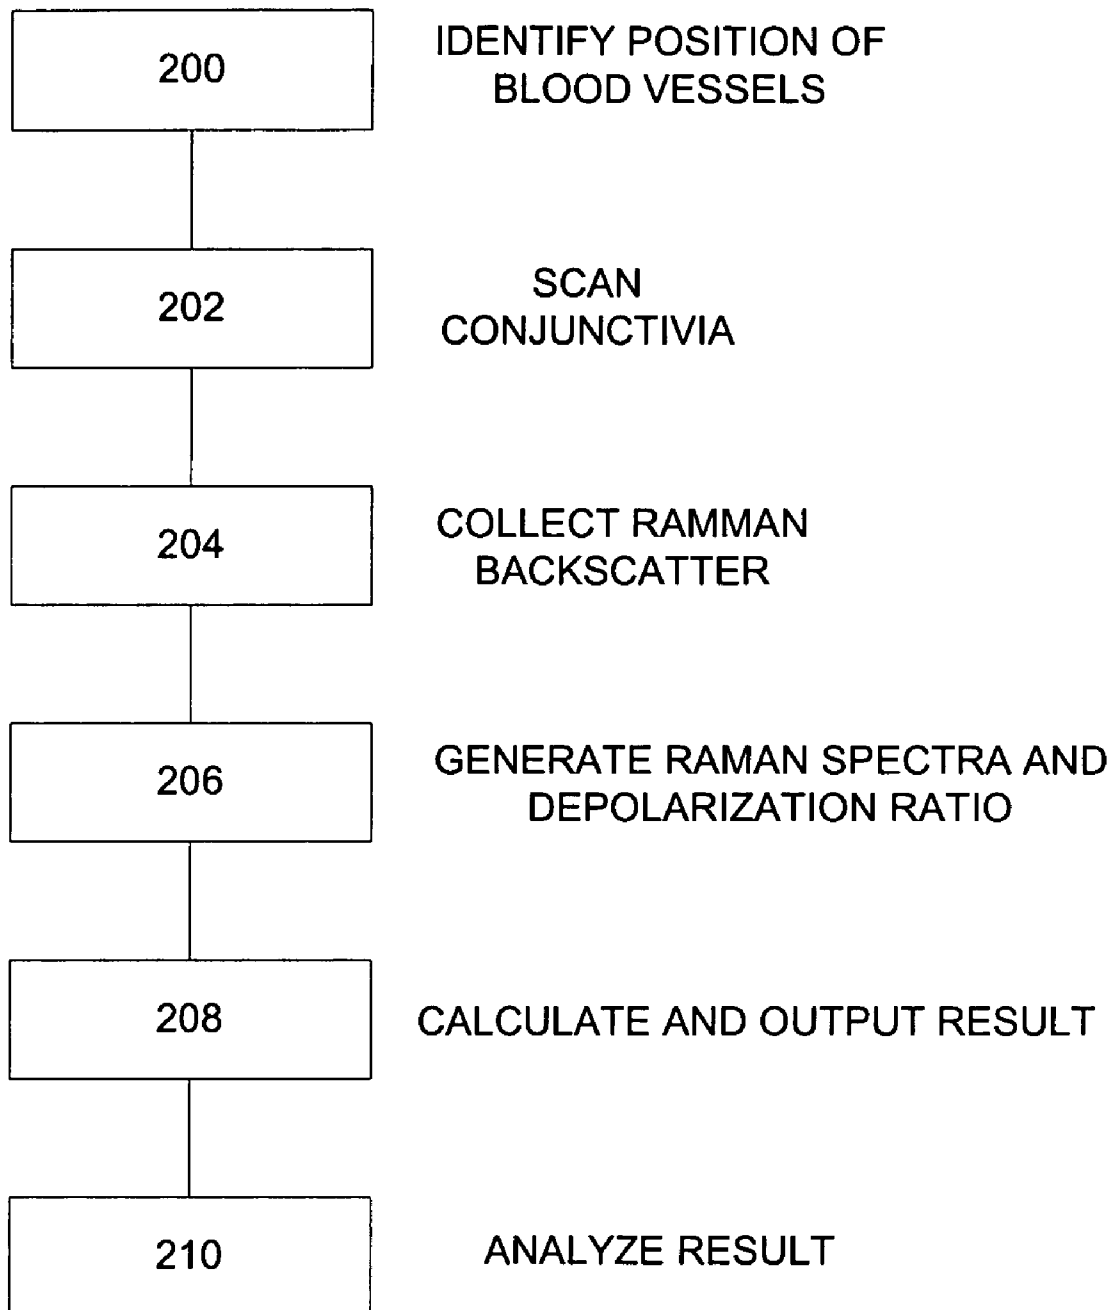 200
IDENTIFY POSITION OF
BLOOD VESSELS
202
SCAN
CONJUNCTIVIA
204
COLLECT RAMMAN
BACKSCATTER
206
GENERATE RAMAN SPECTRA AND
DEPOLARIZATION RATIO
208
CALCULATE AND OUTPUT RESULT
210
ANALYZE RESULT